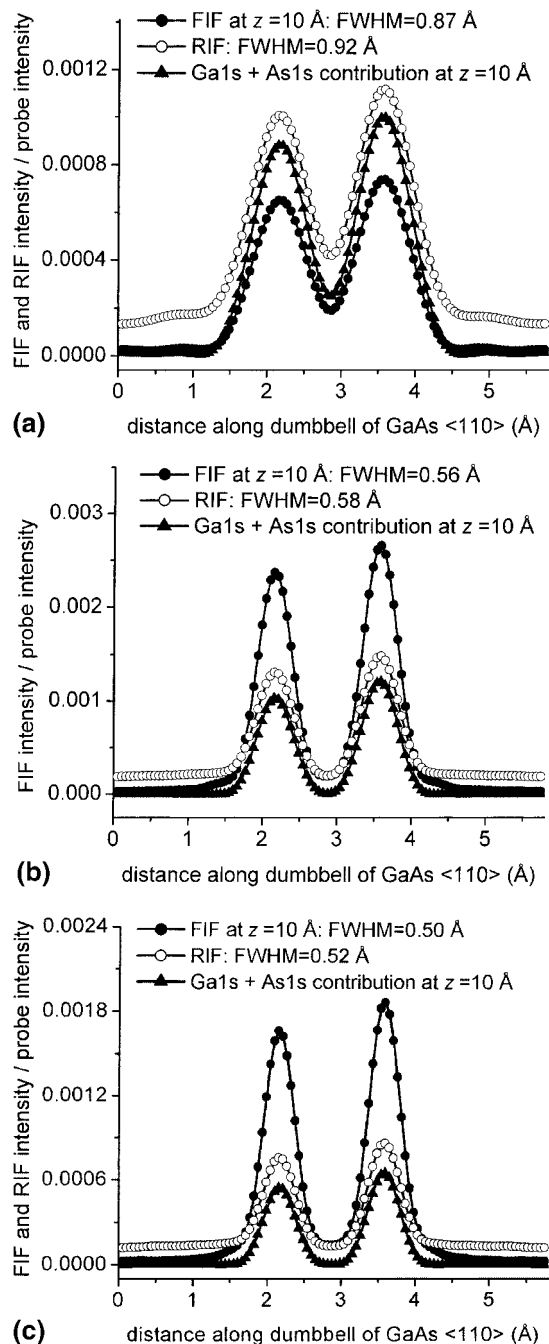 FIF at z =10 Å: FWHM=0.87 Å
RIF: FWHM=0.92 Å
Ga1s + As1s contribution at z =10 Å
0.0012
0.0008
0.0004
0.0000
FIF and RIF intensity / probe intensity
0 1 2 3 4 5
(a) distance along dumbbell of GaAs <110> (Å)
FIF at z =10 Å: FWHM=0.56 Å
RIF: FWHM=0.58 Å
Ga1s + As1s contribution at z =10 Å
0.003
0.002
0.001
0.000
FIF intensity / probe intensity
0 1 2 3 4 5
(b) distance along dumbbell of GaAs <110> (Å)
FIF at z =10 Å: FWHM=0.50 Å
RIF: FWHM=0.52 Å
Ga1s + As1s contribution at z =10 Å
0.0024
0.0018
0.0012
0.0006
0.0000
FIF and RIF intensity / probe intensity
0 1 2 3 4 5
(c) distance along dumbbell of GaAs <110> (Å)